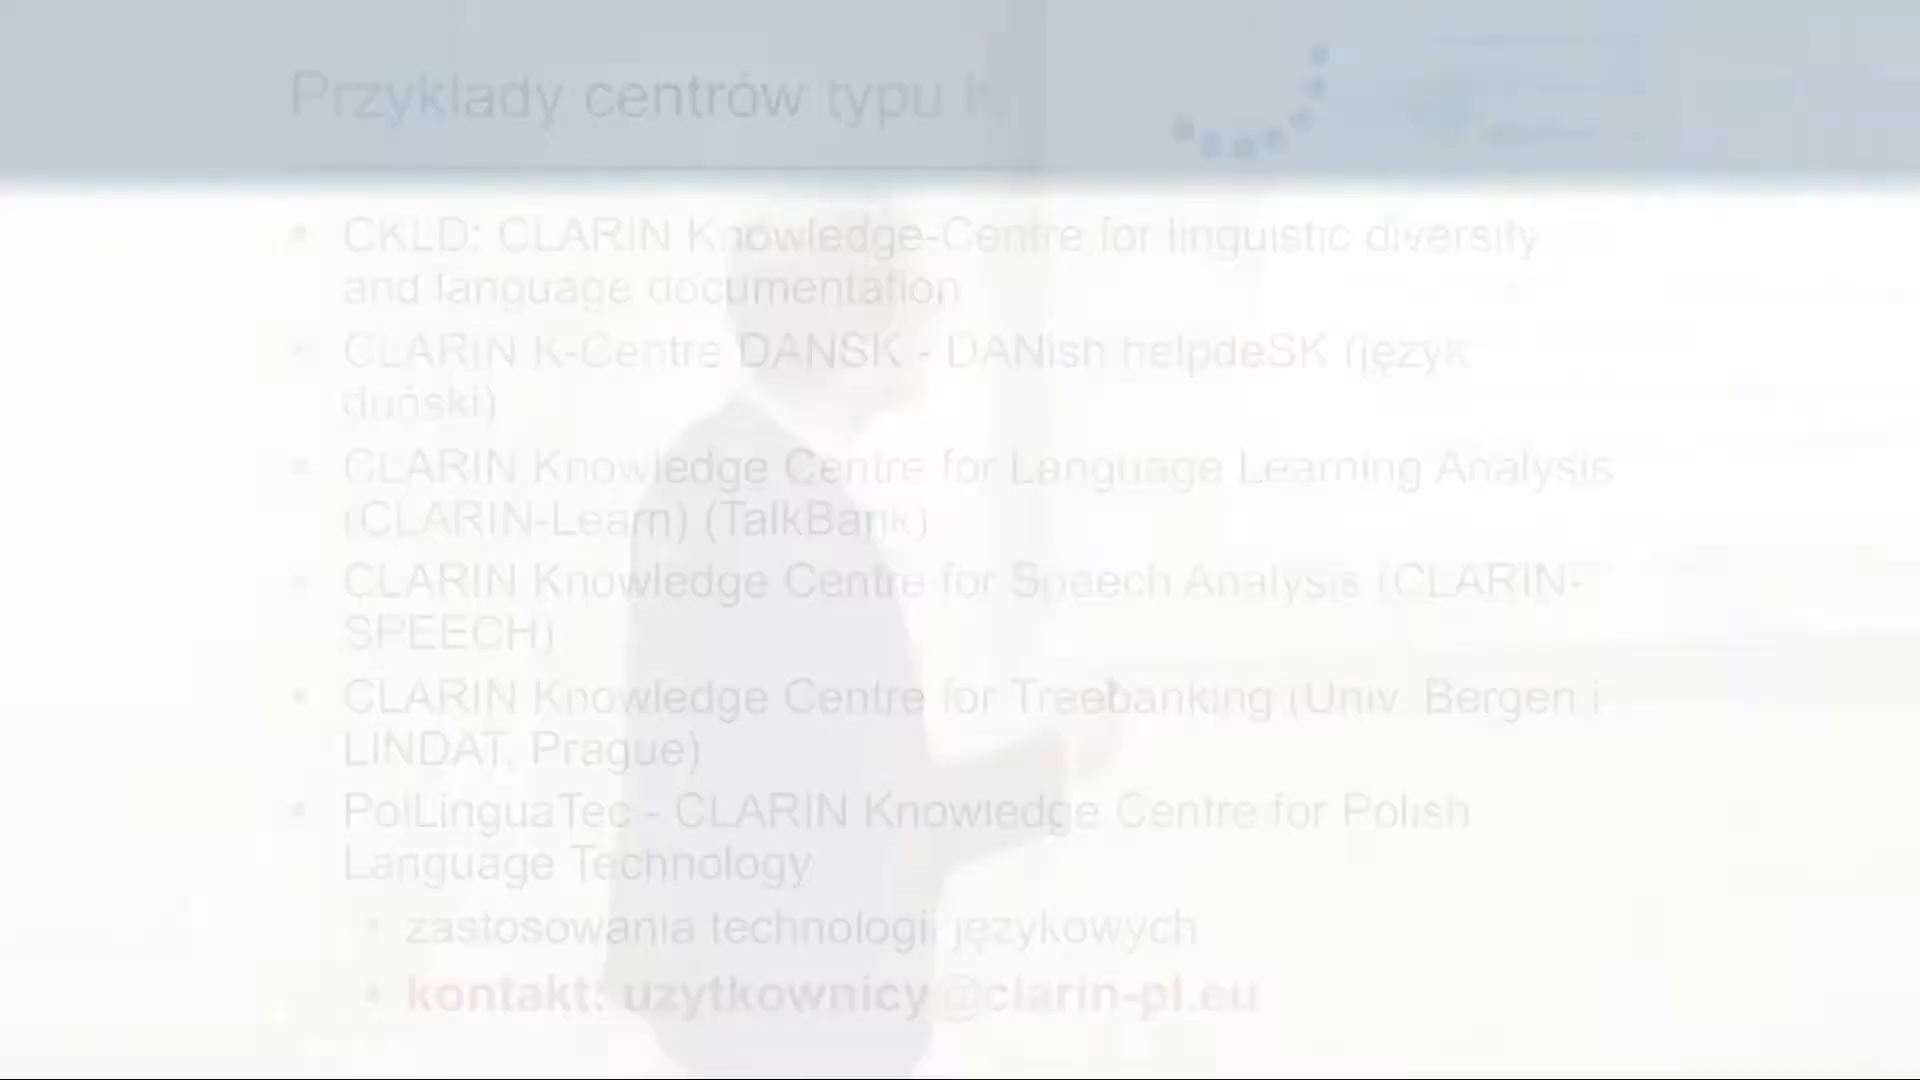 Przykłady centrów typu K
• CKLD: CLARIN Knowledge-Centre for linguistic diversity
and language documentation
• CLARIN K-Centre DANSK - DANish helpdeSK (język
duński)
• CLARIN Knowledge Centre for Language Learning Analysis
(CLARIN-Learn) (TalkBank)
• CLARIN Knowledge Centre for Speech Analysis (CLARIN-
SPEECH)
• CLARIN Knowledge Centre for Treebanking (Univ. Bergen i
LINDAT, Prague)
• PolLinguaTec - CLARIN Knowledge Centre for Polish
Language Technology
• zastosowania technologii językowych
• kontakt: uzytkownicy@clarin-pl.eu